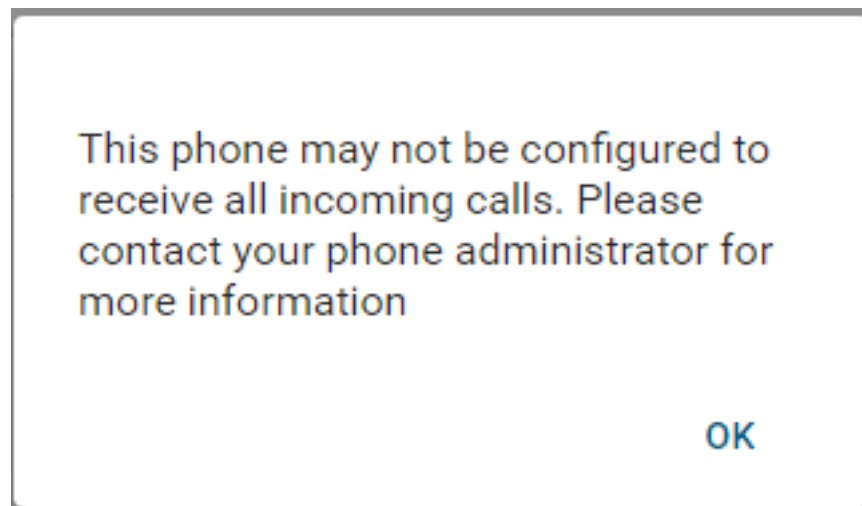 This phone may not be configured to
receive all incoming calls. Please
contact your phone administrator for
more information
OK